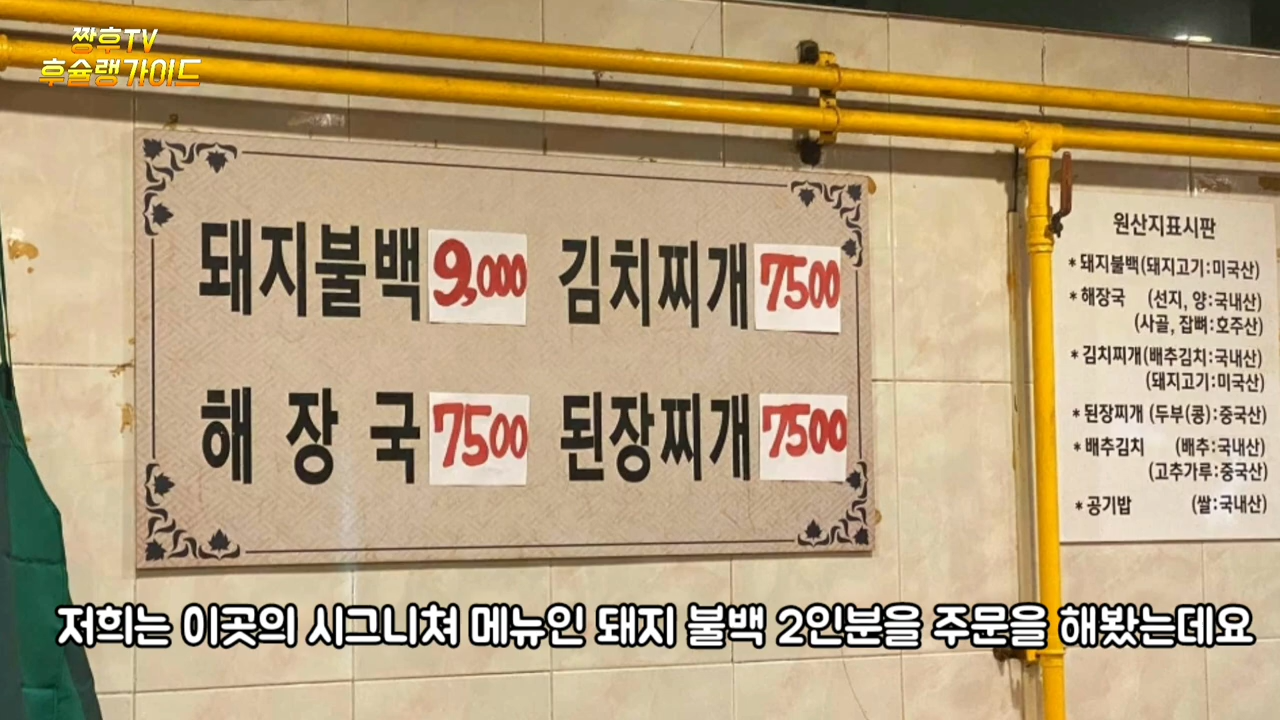 짱후TV
후슐랭가이드
돼지불백 9,000 김치찌개 7500
해장국 7500 된장찌개 7500
원산지표시판
*돼지불백(돼지고기:미국산)
*해장국 (선지, 양:국내산)
(사골, 잡뼈:호주산)
*김치찌개(배추김치:국내산)
(돼지고기:미국산)
*된장찌개 (두부(콩):중국산)
*배추김치 (배추:국내산)
(고추가루:중국산)
*공기밥 (쌀:국내산)
저희는 이곳의 시그니쳐 메뉴인 돼지 불백 2인분을 주문을 해봤는데요